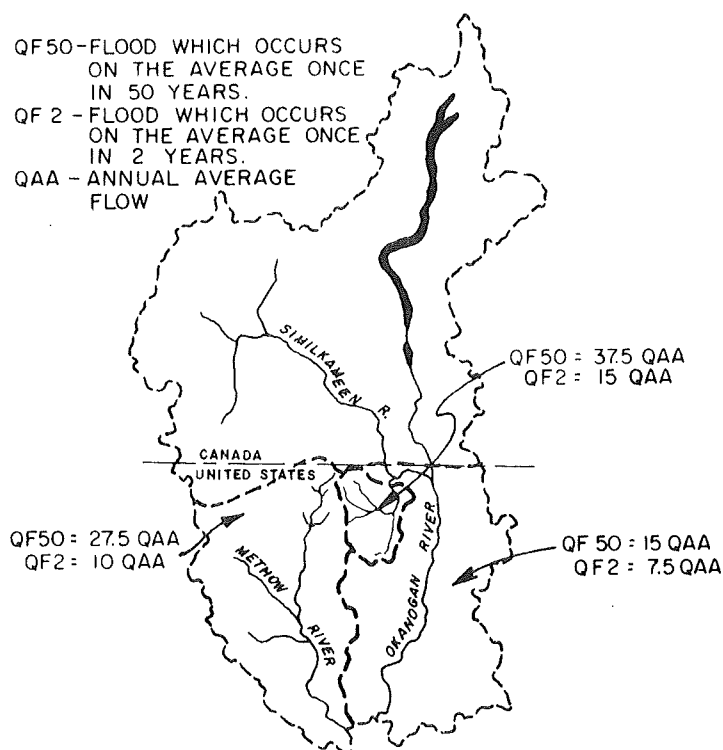 QF50-FLOOD WHICH OCCURS
ON THE AVERAGE ONCE
IN 50 YEARS.
QF 2 - FLOOD WHICH OCCURS
ON THE AVERAGE ONCE
IN 2 YEARS.
QAA - ANNUAL AVERAGE
FLOW
SIMILKAMEEN R.
QF50 = 37.5 QAA
QF2 = 15 QAA
CANADA
UNITED STATES
QF50 = 27.5 QAA
QF2 = 10 QAA
METHOW
RIVER
OKANOGAN RIVER
QF 50 = 15 QAA
QF2 = 7.5 QAA